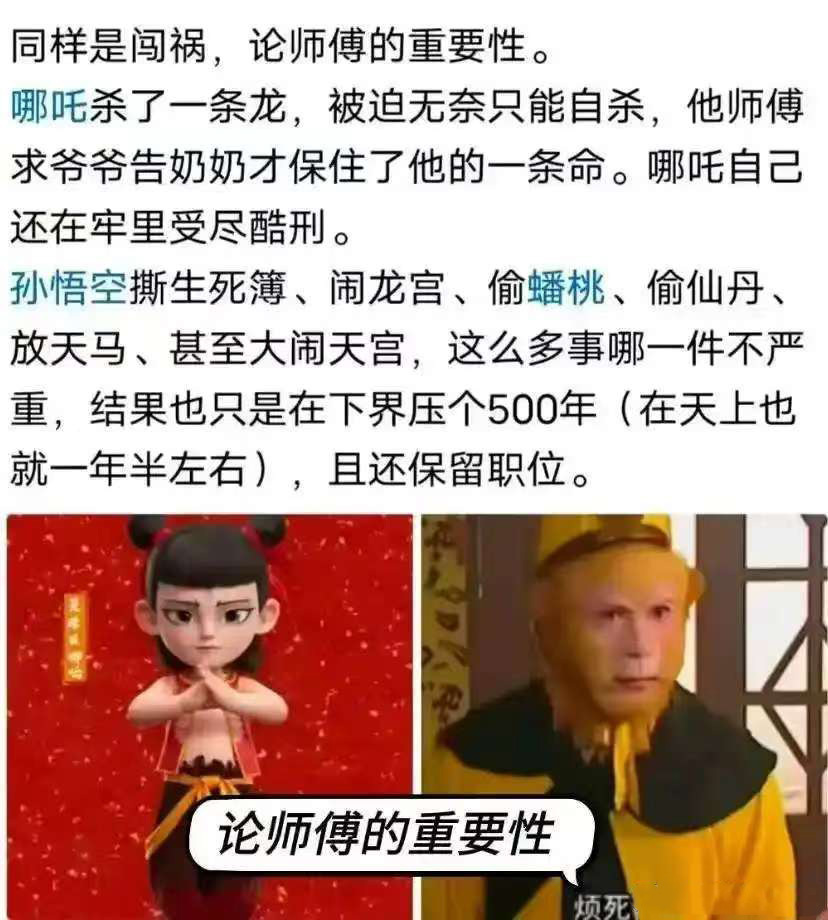 同样是闯祸，论师傅的重要性。
哪吒杀了一条龙，被迫无奈只能自杀，他师傅
求爷爷告奶奶才保住了他的一条命。哪吒自己
还在牢里受尽酷刑。
孙悟空撕生死簿、闹龙宫、偷蟠桃、偷仙丹、
放天马、甚至大闹天宫，这么多事哪一件不严
重，结果也只是在下界压个500年（在天上也
就一年半左右），且还保留职位。
论师傅的重要性
烦死